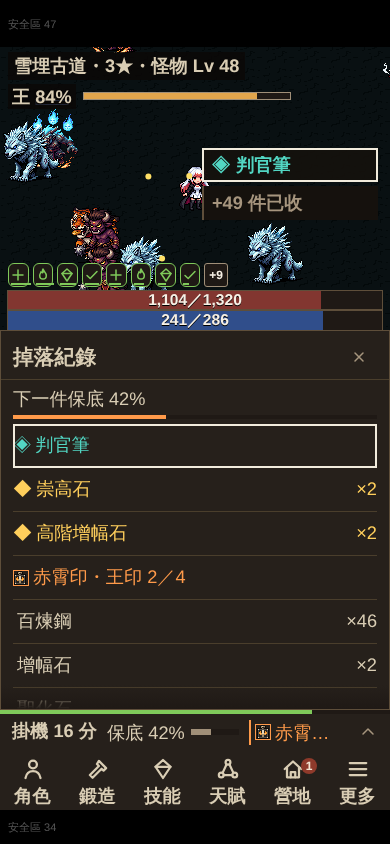 安全區 47
雪埋古道・3★・怪物 Lv 48
王 84%
◈ 判官筆
+49 件已收
+9
1,104／1,320
241／286
掉落紀錄 ×
下一件保底 42%
◈ 判官筆
◆ 崇高石 ×2
◆ 高階增幅石 ×2
赤霄印・王印 2／4
百煉鋼 ×46
增幅石 ×2
聖化石
掛機 16 分 保底 42% 赤霄…
角色 鍛造 技能 天賦 營地 1 更多
安全區 34